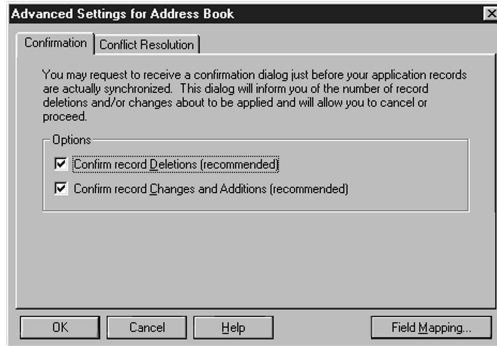 Advanced Settings for Address Book
Confirmation Conflict Resolution
You may request to receive a confirmation dialog just before your application records
are actually synchronized. This dialog will inform you of the number of record
deletions and/or changes about to be applied and will allow you to cancel or
proceed.
Options
Confirm record Deletions (recommended)
Confirm record Changes and Additions (recommended)
OK Cancel Help Field Mapping...